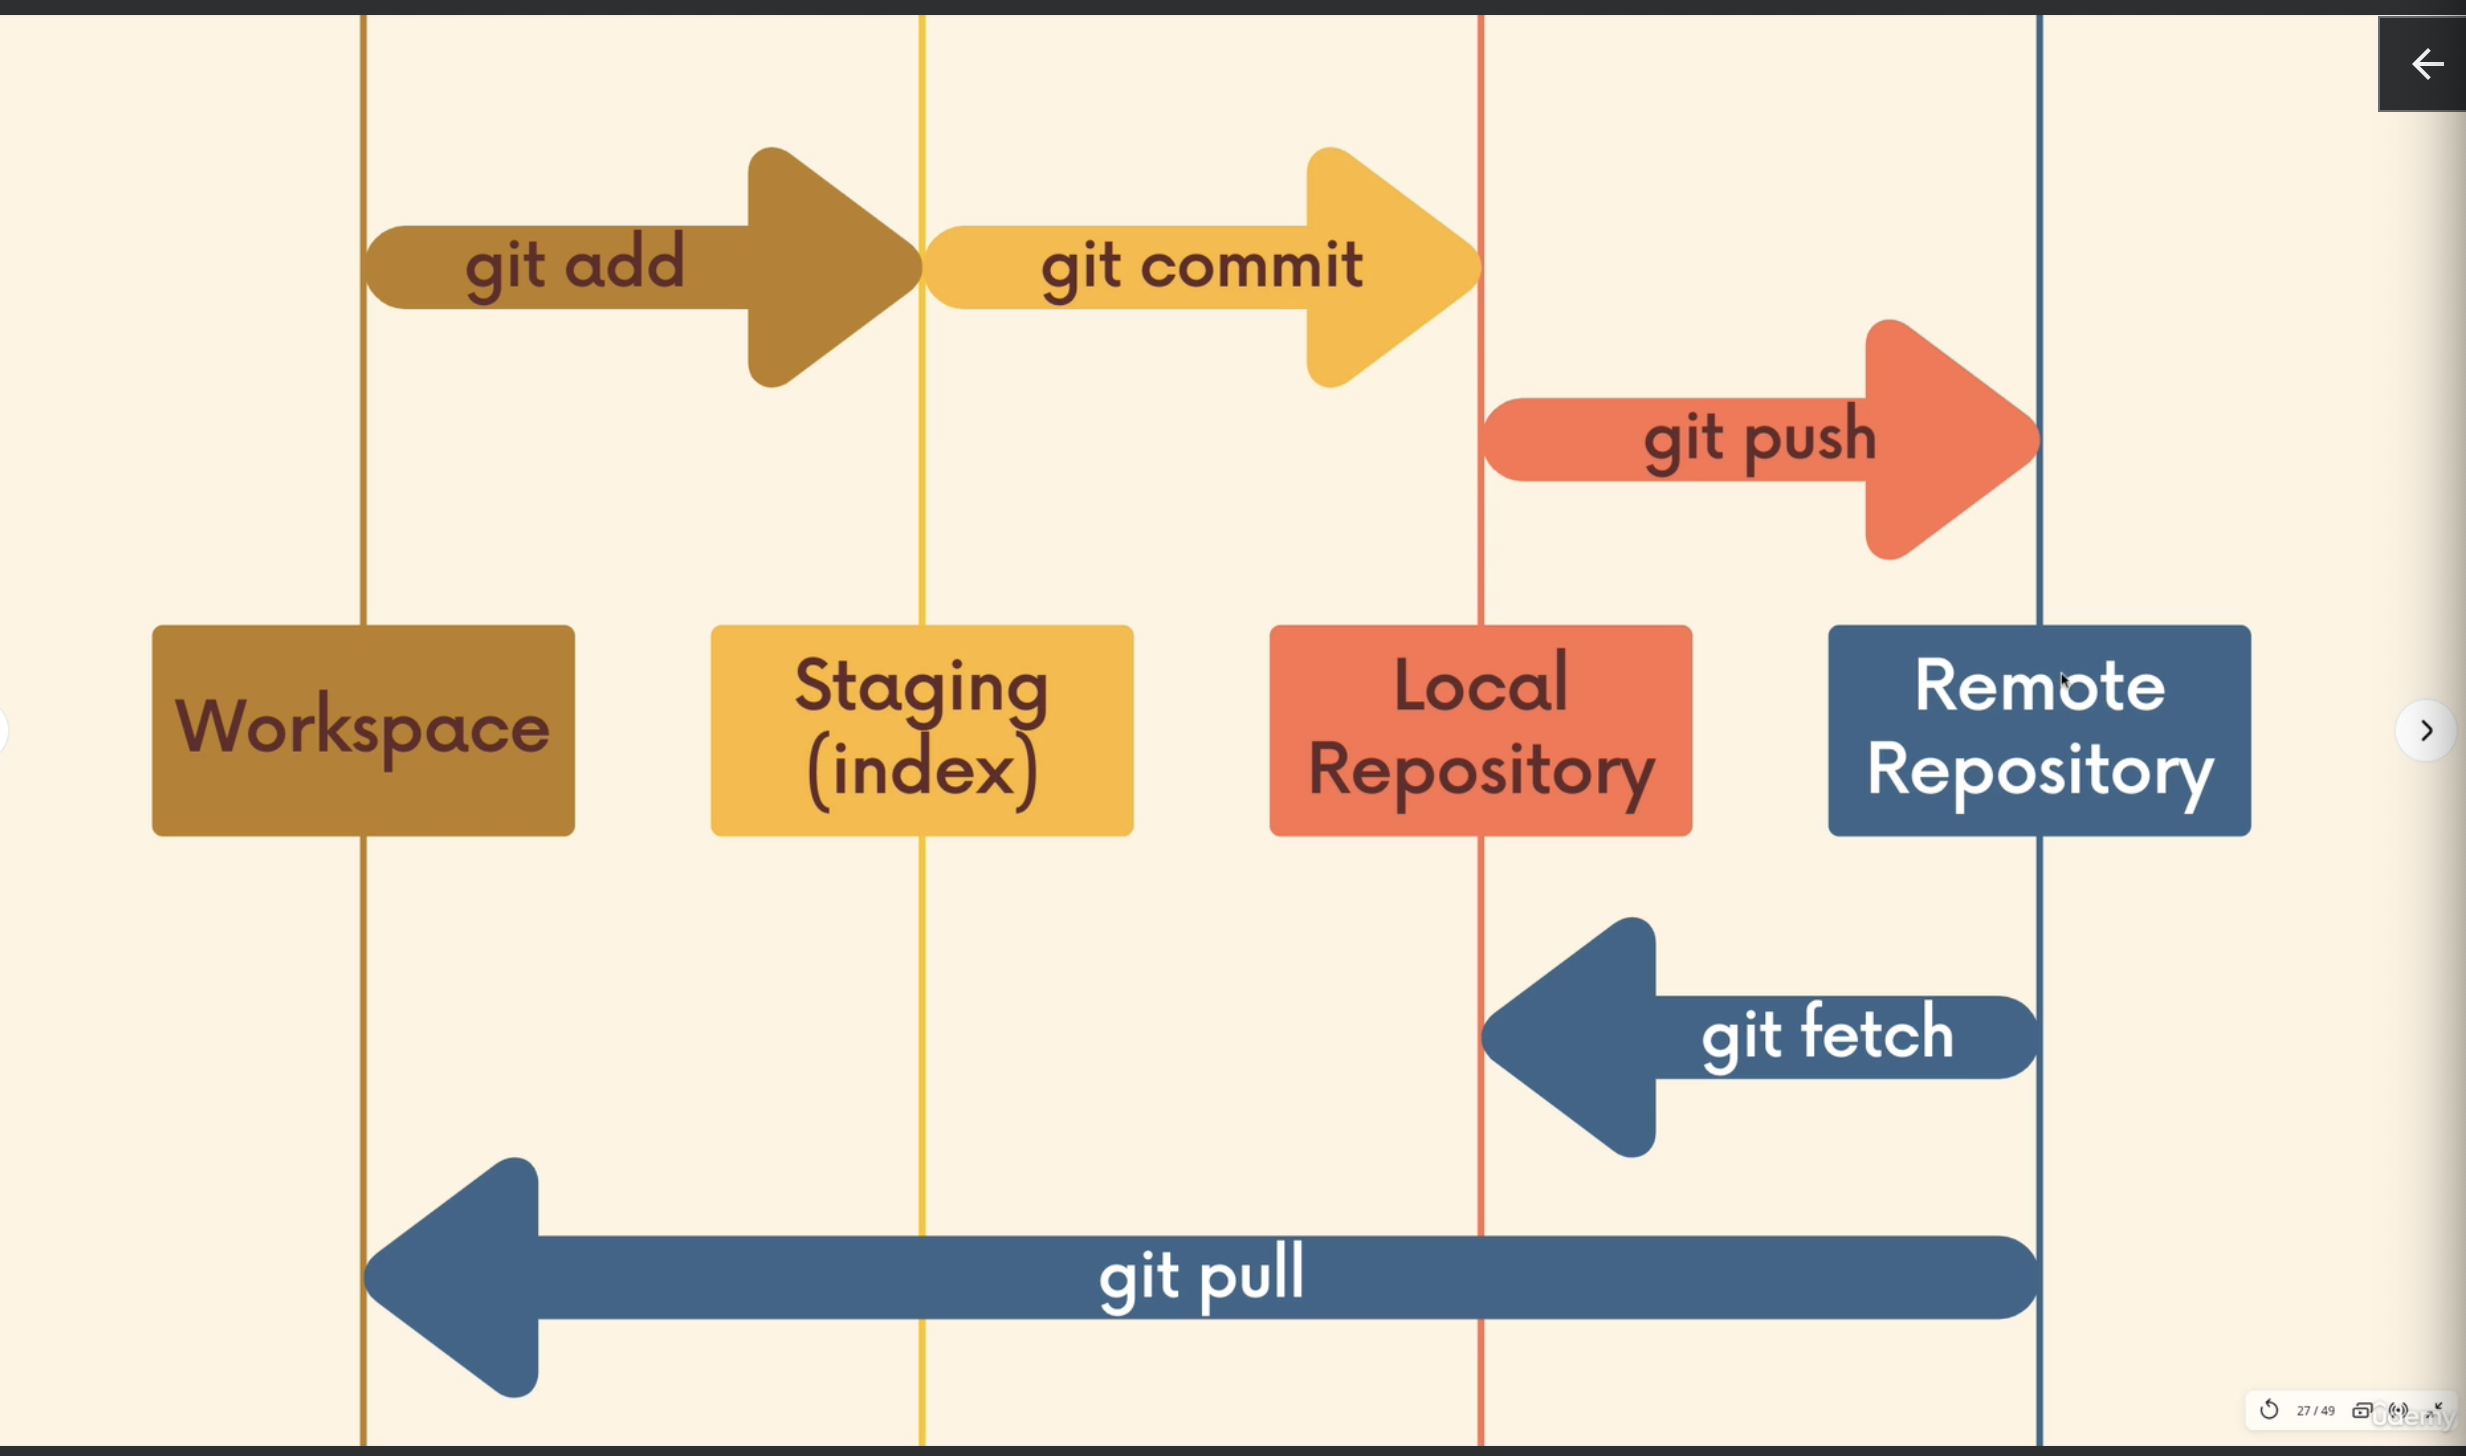 git add
git commit
git push
Workspace
Staging
(index)
Local
Repository
Remote
Repository
git fetch
git pull
27 / 49
ûdemy